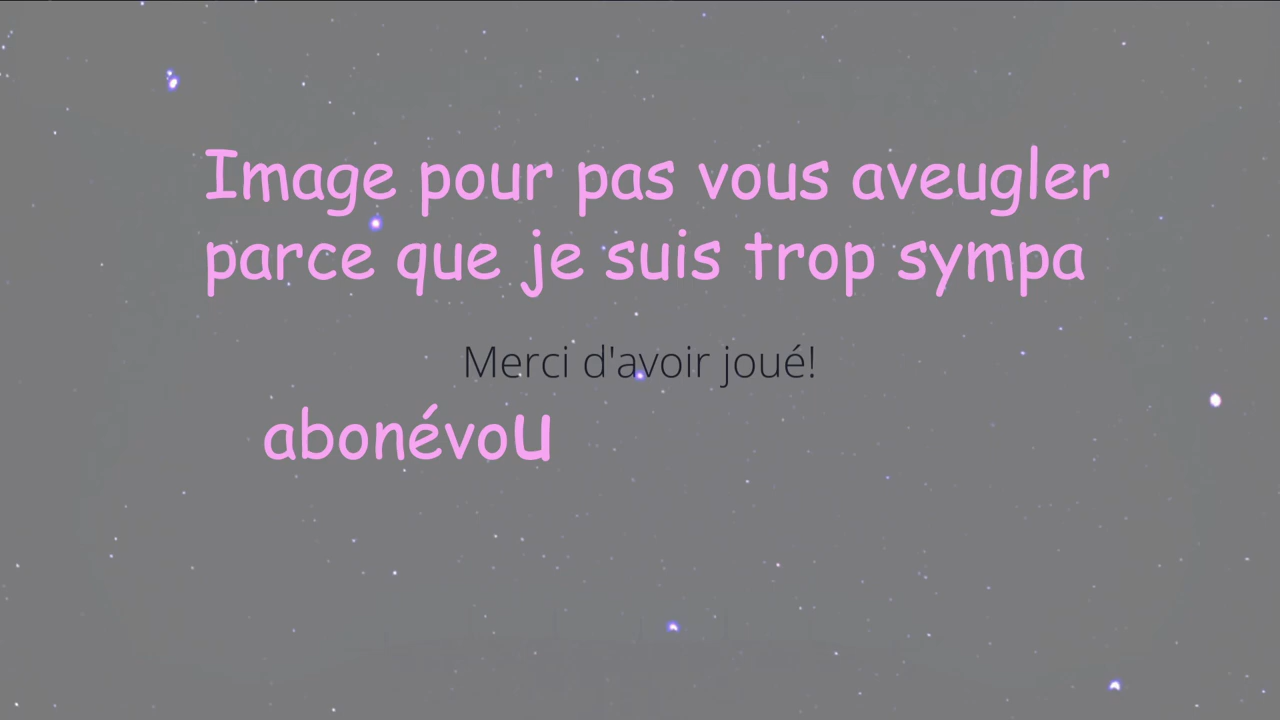 Image pour pas vous aveugler
parce que je suis trop sympa
Merci d'avoir joué!
abonévou